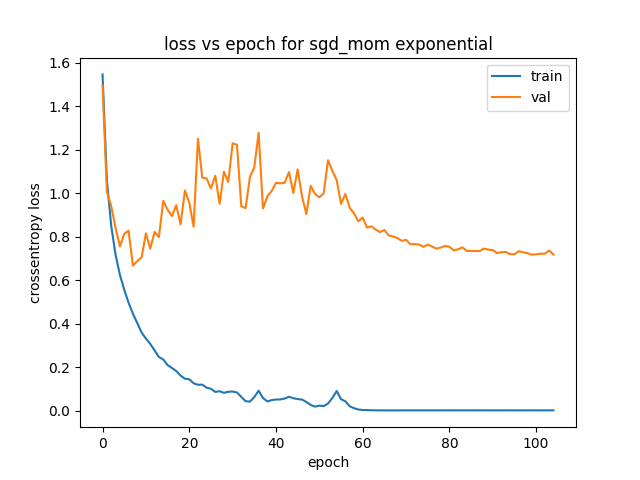 loss vs epoch for sgd_mom exponential
train
val
crossentropy loss
1.6
1.4
1.2
1.0
0.8
0.6
0.4
0.2
0.0
0 20 40 60 80 100
epoch